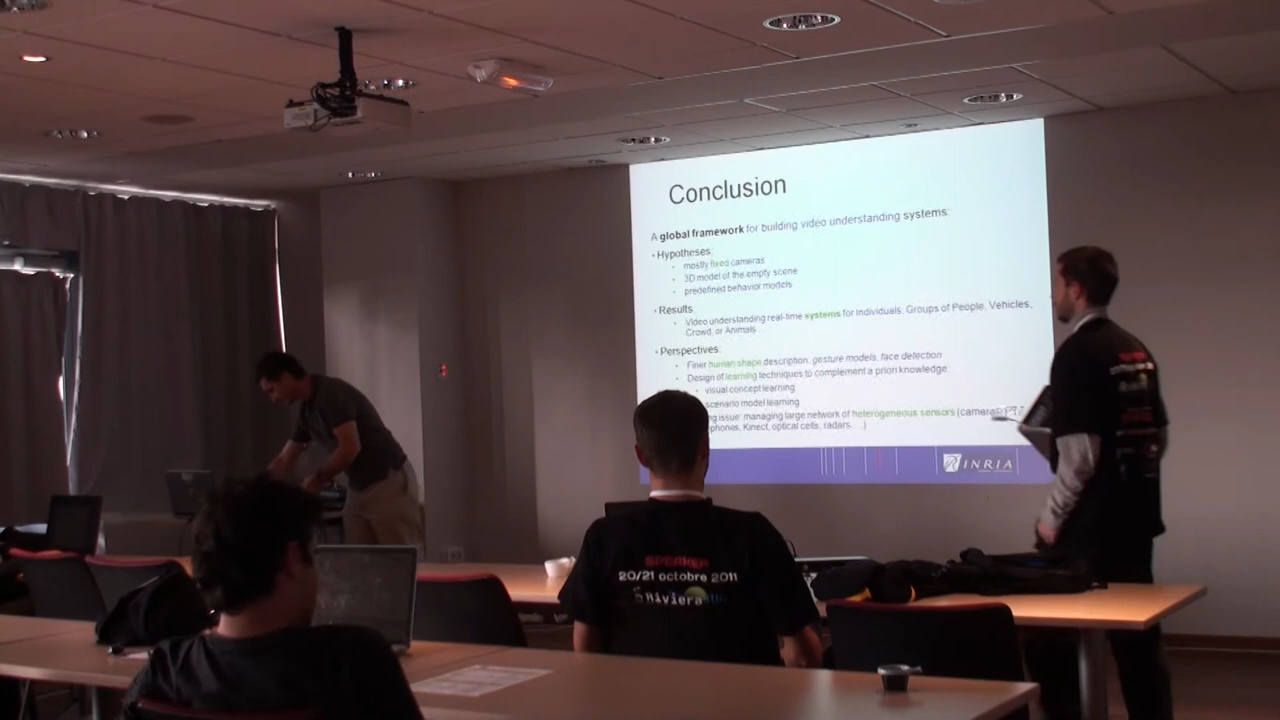 Conclusion
A global framework for building video understanding systems:
• Hypotheses:
• mostly fixed cameras
• 3D model of the empty scene
• predefined behavior models
• Results:
• Video understanding real-time systems for Individuals, Groups of People, Vehicles,
Crowd, or Animals ...
• Perspectives:
• Finer human shape description: gesture models, face detection
• Design of learning techniques to complement a priori knowledge:
• visual concept learning
scenario model learning
issue: managing large network of heterogeneous sensors
phones, Kinect, optical cells, radars....)
INRIA
SPEAKER
20/21 octobre 2011
Riviera